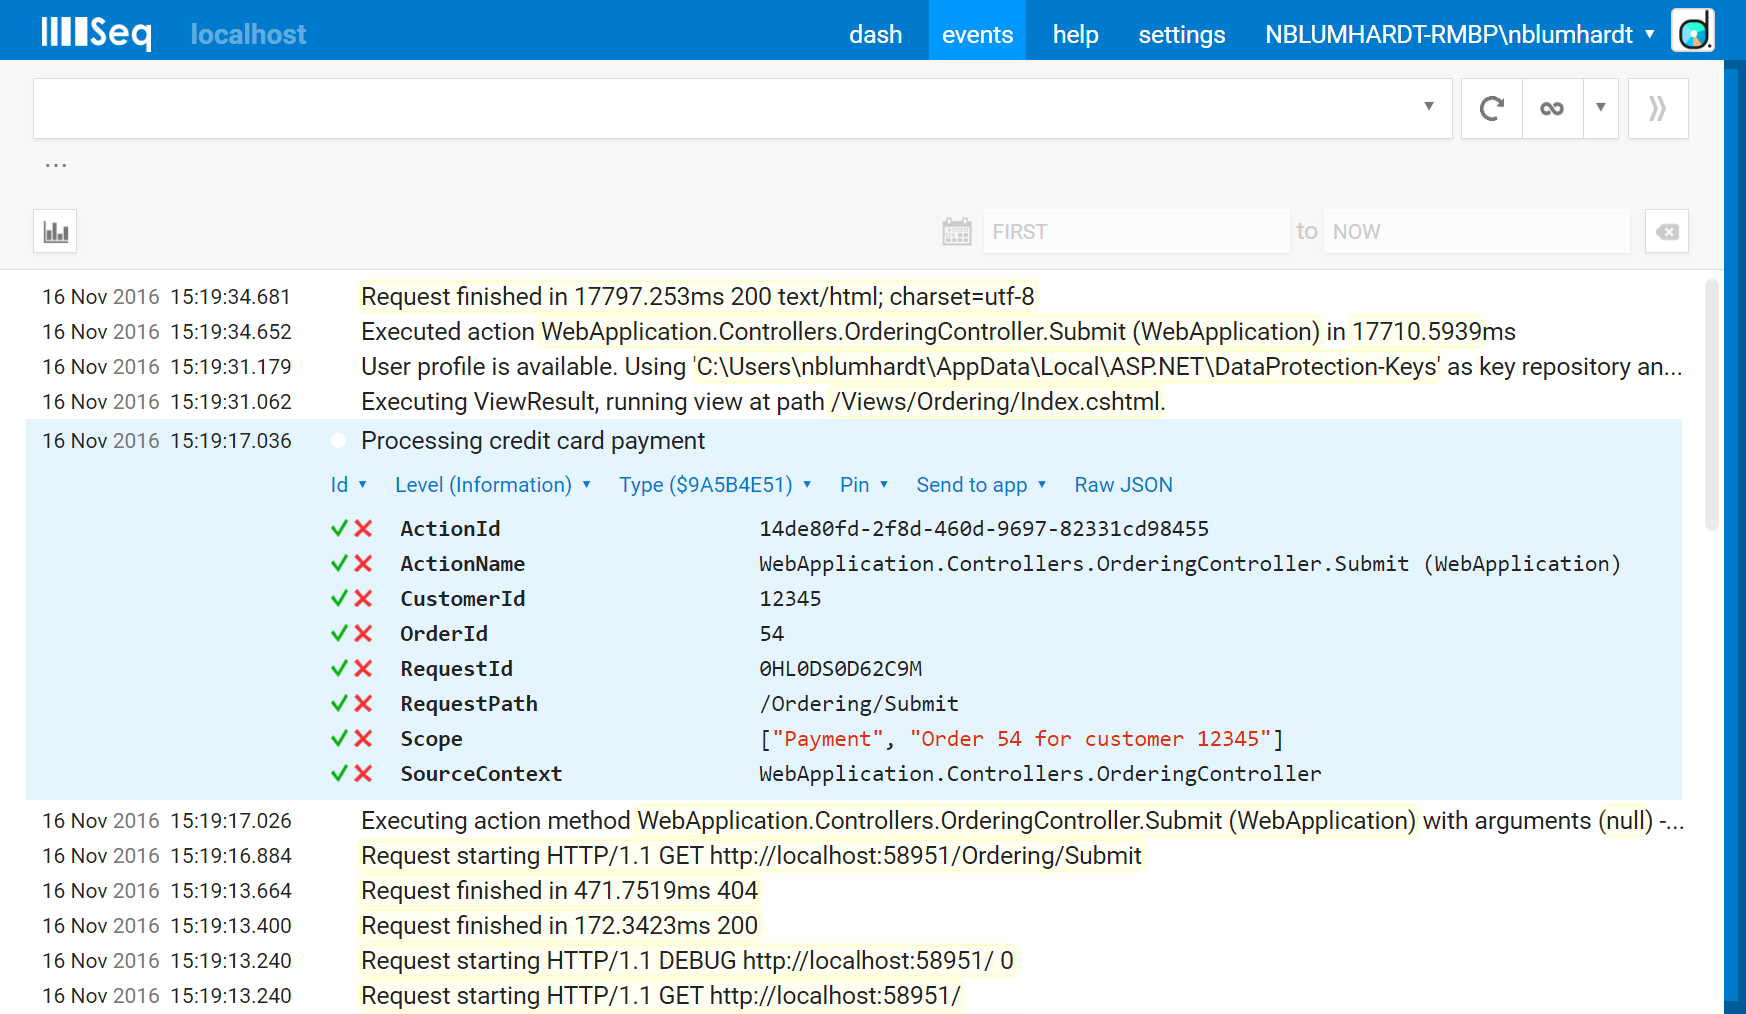 Seq localhost dash events help settings NBLUMHARDT-RMBP\nblumhardt
...
FIRST to NOW
16 Nov 2016 15:19:34.681 Request finished in 17797.253ms 200 text/html; charset=utf-8
16 Nov 2016 15:19:34.652 Executed action WebApplication.Controllers.OrderingController.Submit (WebApplication) in 17710.5939ms
16 Nov 2016 15:19:31.179 User profile is available. Using 'C:\Users\nblumhardt\AppData\Local\ASP.NET\DataProtection-Keys' as key repository an...
16 Nov 2016 15:19:31.062 Executing ViewResult, running view at path /Views/Ordering/Index.cshtml.
16 Nov 2016 15:19:17.036 Processing credit card payment
Id Level (Information) Type ($9A5B4E51) Pin Send to app Raw JSON
ActionId 14de80fd-2f8d-460d-9697-82331cd98455
ActionName WebApplication.Controllers.OrderingController.Submit (WebApplication)
CustomerId 12345
OrderId 54
RequestId 0HL0DS0D62C9M
RequestPath /Ordering/Submit
Scope ["Payment", "Order 54 for customer 12345"]
SourceContext WebApplication.Controllers.OrderingController
16 Nov 2016 15:19:17.026 Executing action method WebApplication.Controllers.OrderingController.Submit (WebApplication) with arguments (null) -...
16 Nov 2016 15:19:16.884 Request starting HTTP/1.1 GET http://localhost:58951/Ordering/Submit
16 Nov 2016 15:19:13.664 Request finished in 471.7519ms 404
16 Nov 2016 15:19:13.400 Request finished in 172.3423ms 200
16 Nov 2016 15:19:13.240 Request starting HTTP/1.1 DEBUG http://localhost:58951/ 0
16 Nov 2016 15:19:13.240 Request starting HTTP/1.1 GET http://localhost:58951/